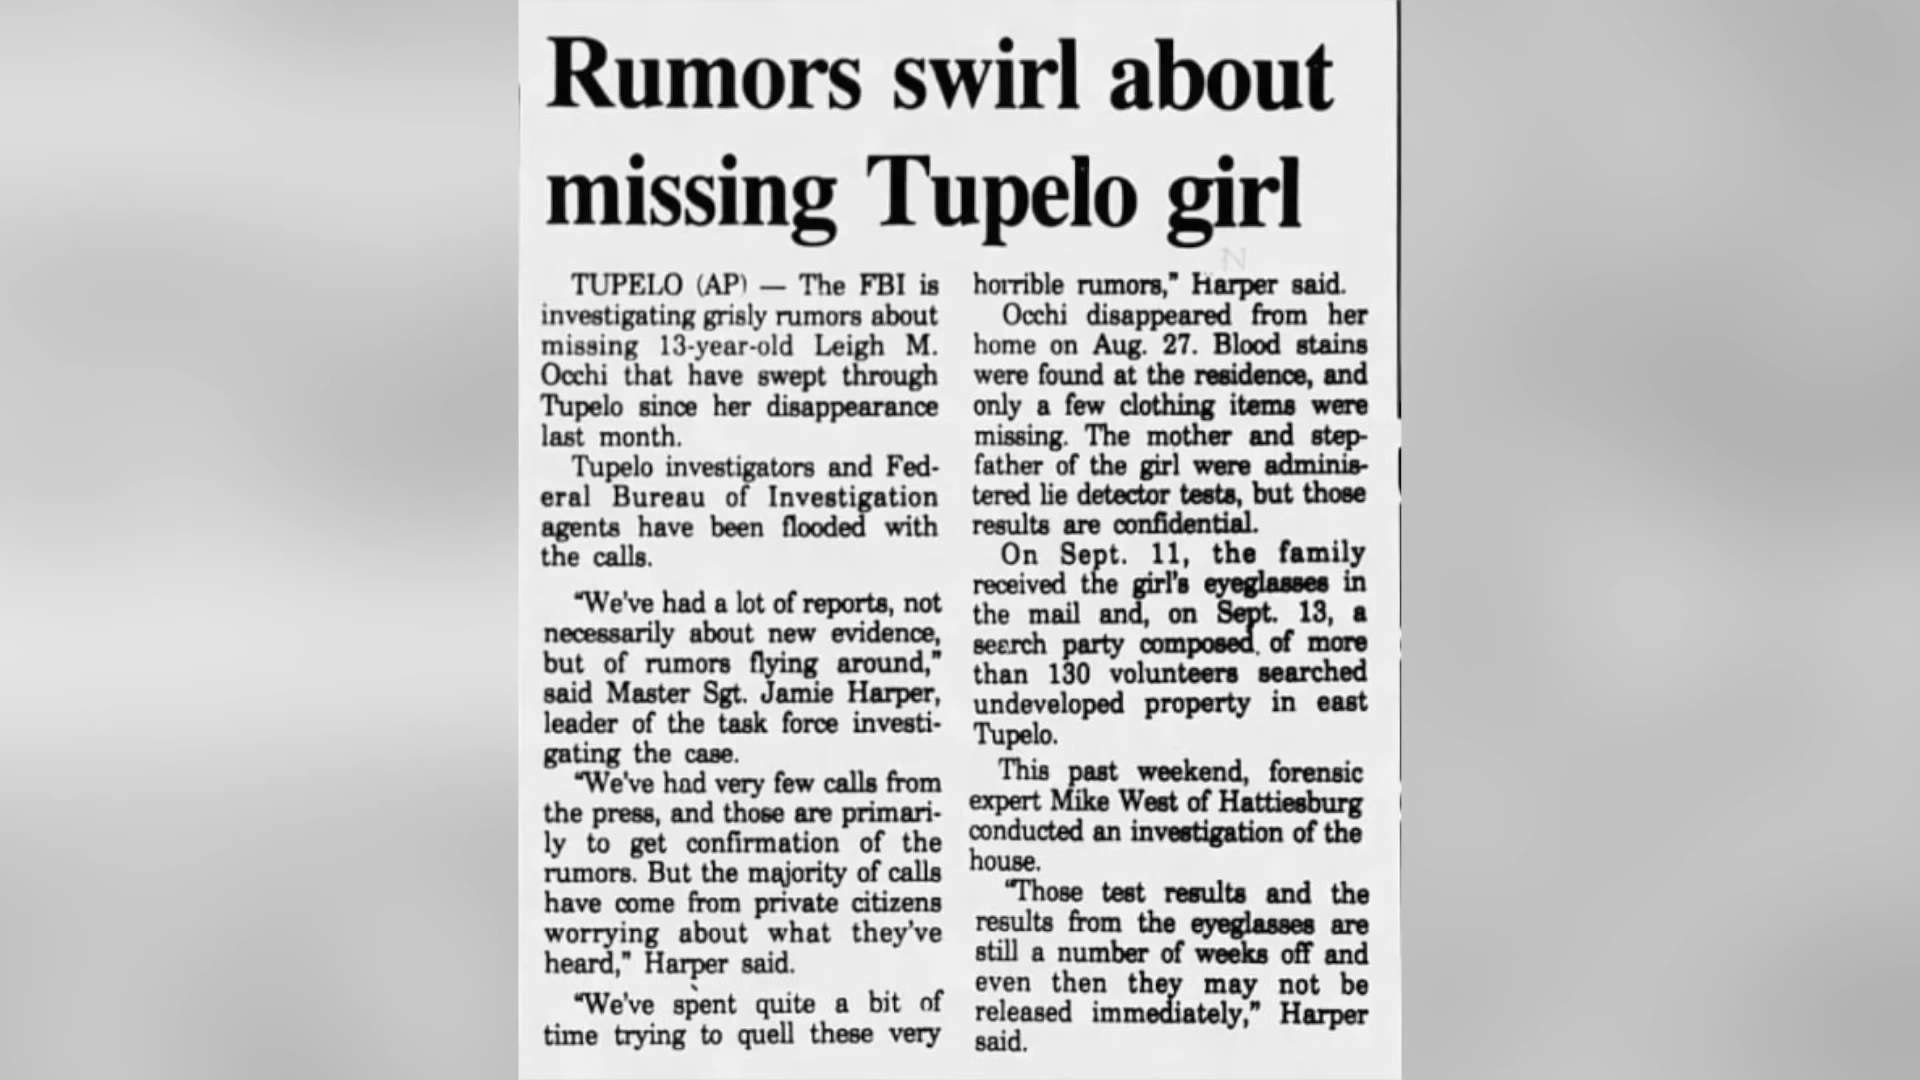 Rumors swirl about
missing Tupelo girl
TUPELO (AP) — The FBI is
investigating grisly rumors about
missing 13-year-old Leigh M.
Occhi that have swept through
Tupelo since her disappearance
last month.
Tupelo investigators and Fed-
eral Bureau of Investigation
agents have been flooded with
the calls.
"We've had a lot of reports, not
necessarily about new evidence,
but of rumors flying around,"
said Master Sgt. Jamie Harper,
leader of the task force investi-
gating the case.
"We've had very few calls from
the press, and those are primari-
ly to get confirmation of the
rumors. But the majority of calls
have come from private citizens
worrying about what they've
heard," Harper said.
"We've spent quite a bit of
time trying to quell these very
horrible rumors," Harper said.
Occhi disappeared from her
home on Aug. 27. Blood stains
were found at the residence, and
only a few clothing items were
missing. The mother and step-
father of the girl were adminis-
tered lie detector tests, but those
results are confidential.
On Sept. 11, the family
received the girl's eyeglasses in
the mail and, on Sept. 13, a
search party composed of more
than 130 volunteers searched
undeveloped property in east
Tupelo.
This past weekend, forensic
expert Mike West of Hattiesburg
conducted an investigation of the
house.
"Those test results and the
results from the eyeglasses are
still a number of weeks off and
even then they may not be
released immediately," Harper
said.